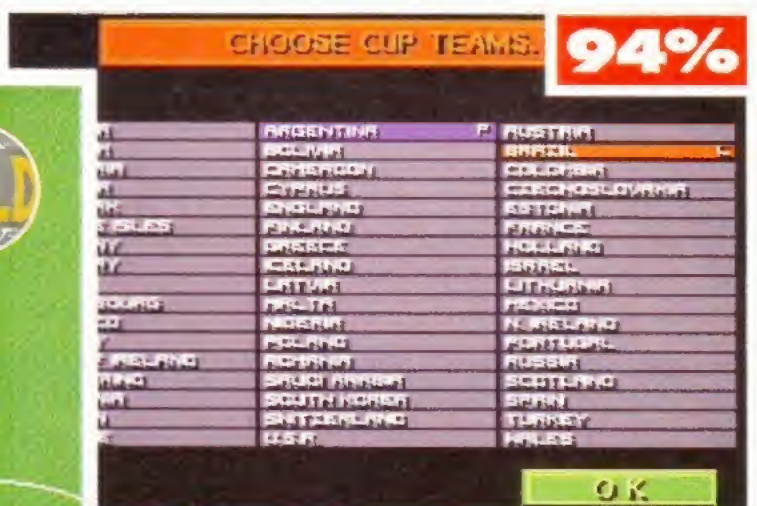 CHOOSE CUP TEAMS.
94%
ARGENTINA P AUSTRIA
BOLIVIA BRAZIL C
CAMEROON COLOMBIA
CYPRUS CZECHOSLOVAKIA
ENGLAND ESTONIA
ISLES FINLAND FRANCE
GREECE HOLLAND
ICELAND ISRAEL
LATVIA LITHUANIA
MALTA MEXICO
NIGERIA N. IRELAND
POLAND PORTUGAL
IRELAND ROMANIA RUSSIA
SAUDI ARABIA SCOTLAND
SOUTH KOREA SPAIN
SWITZERLAND TURKEY
U.S.A WALES
OK